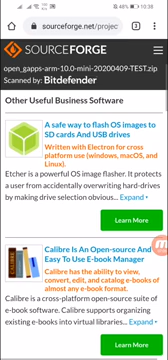 10:38
sourceforge.net/projec
SOURCEFORGE
open_gapps-arm-10.0-mini-20200409-TEST.zip
Scanned by: Bitdefender
Other Useful Business Software
A safe way to flash OS images to
SD cards and USB drives
Written with Electron for cross
platform use (windows, macOS, and
Linux).
Etcher is a powerful OS image flasher. It protects
a user from accidentally overwriting hard-drives
by making drive selection obvious... Expand
Learn More
Calibre Is An Open-source And
Easy To Use E-book Manager
Calibre has the ability to view,
convert, edit, and catalog e-books of
almost any e-book format.
Calibre is a cross-platform open-source suite of
e-book software. Calibre supports organizing
existing e-books into virtual libraries... Expand
Learn More